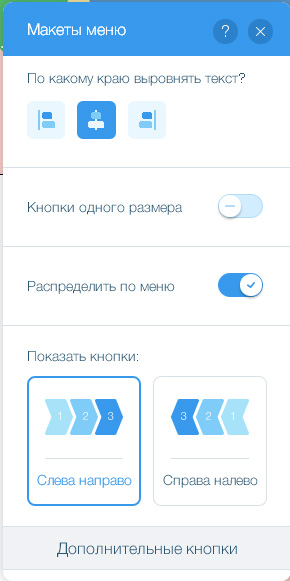 Макеты меню
?
По какому краю выровнять текст?
Кнопки одного размера
Распределить по меню
Показать кнопки:
1 2 3
3 2 1
Слева направо
Справа налево
Дополнительные кнопки